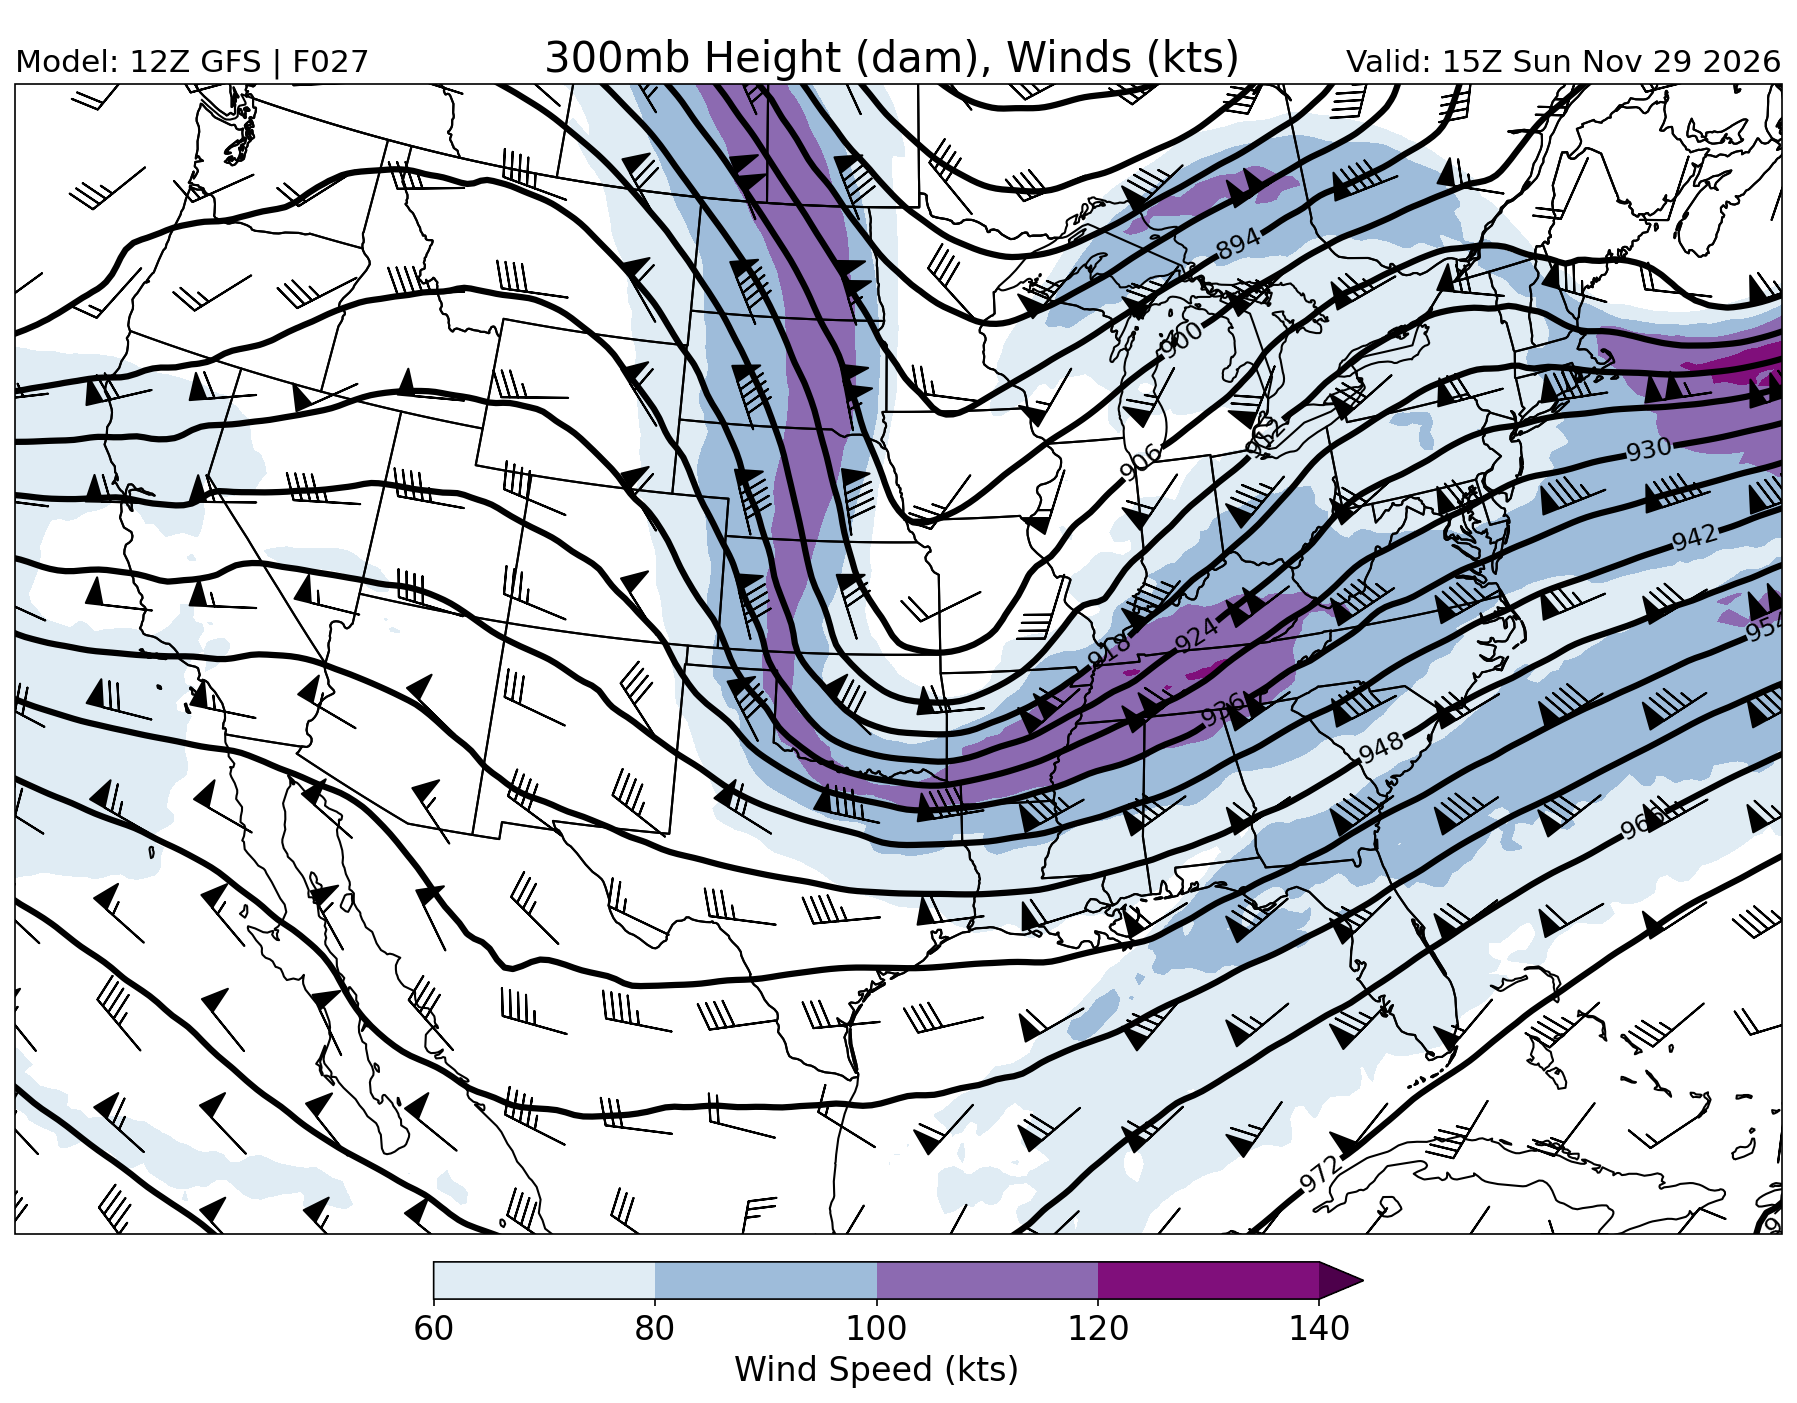 Model: 12Z GFS | F027
300mb Height (dam), Winds (kts)
Valid: 15Z Sun Nov 29 2026
894
900
906
912
930
942
918
924
954
936
948
966
972
60 80 100 120 140
Wind Speed (kts)